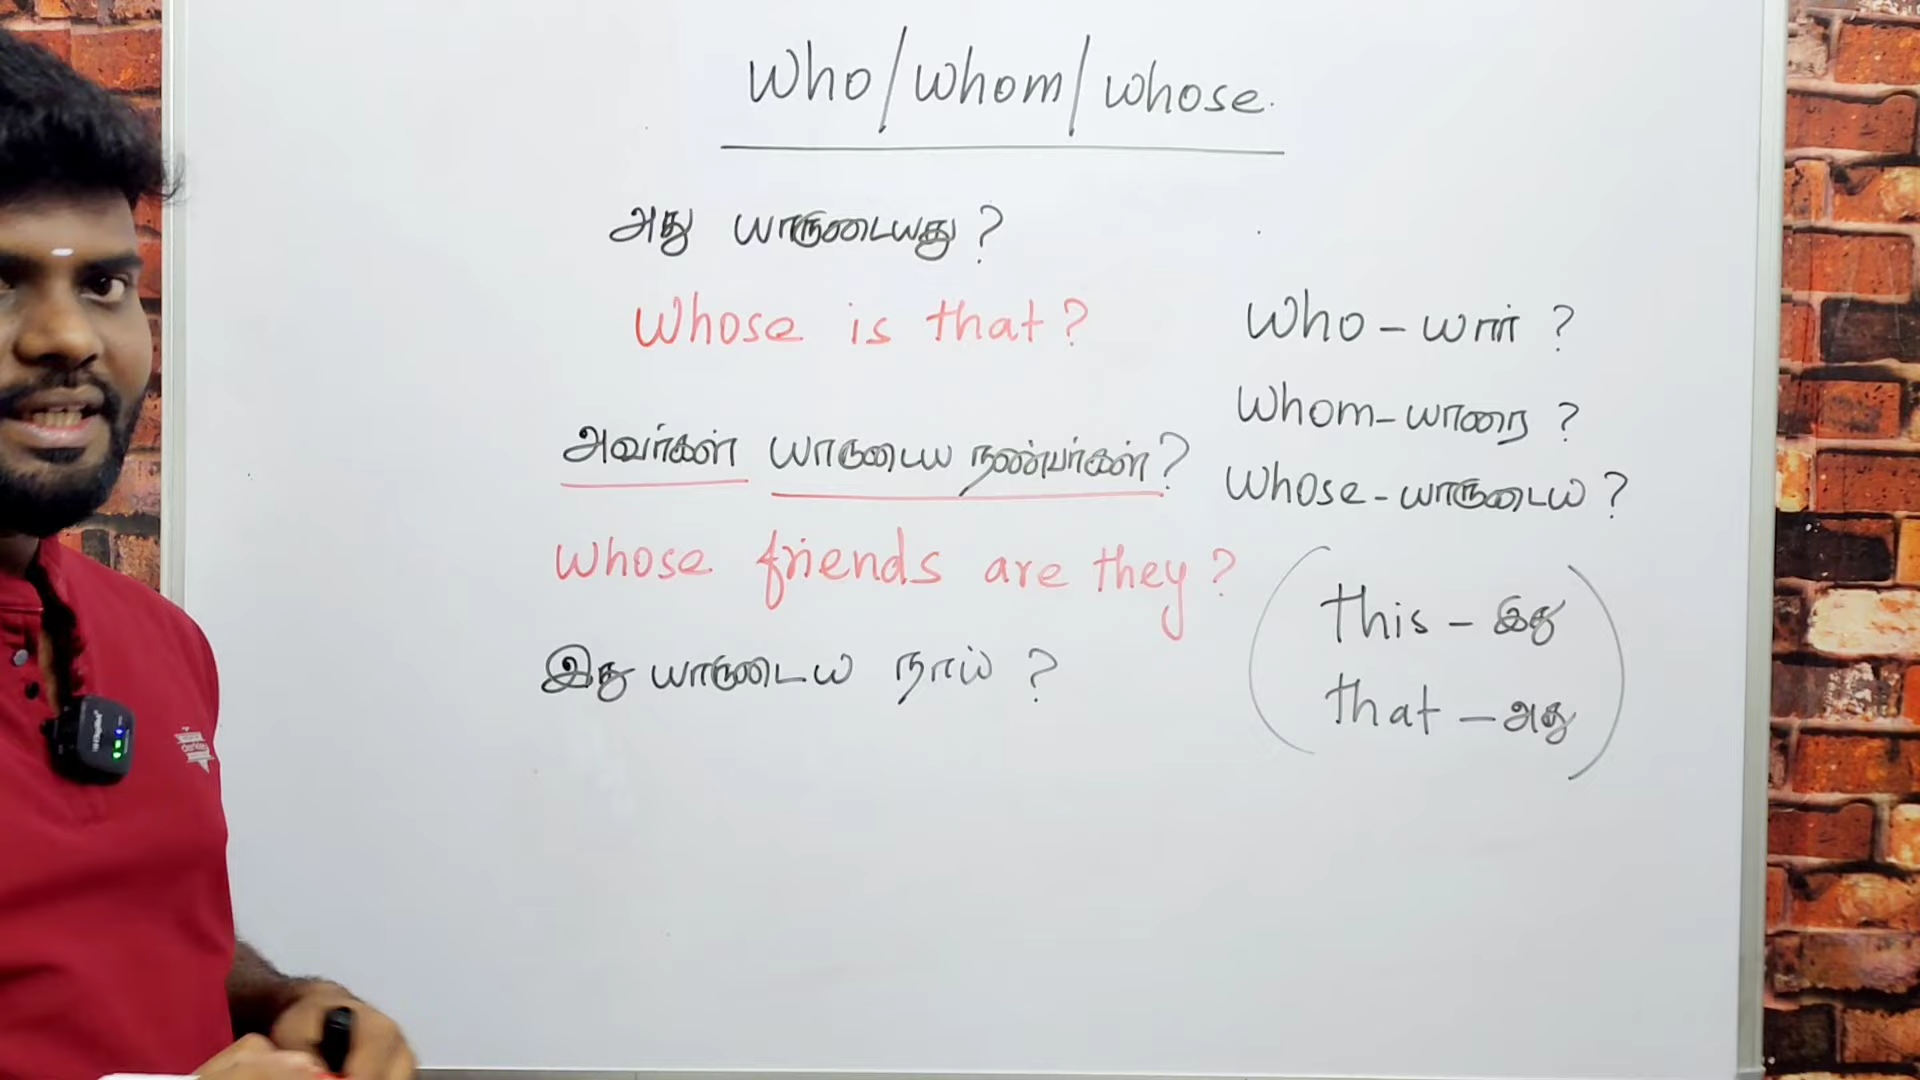 Who/whom/whose.
அது யாருடையது?
Whose is that?
அவர்கள் யாருடைய நண்பர்கள்?
Whose friends are they?
இது யாருடைய நாய்?
Who - யார்?
Whom - யாரை?
Whose - யாருடைய?
this - இது
that - அது